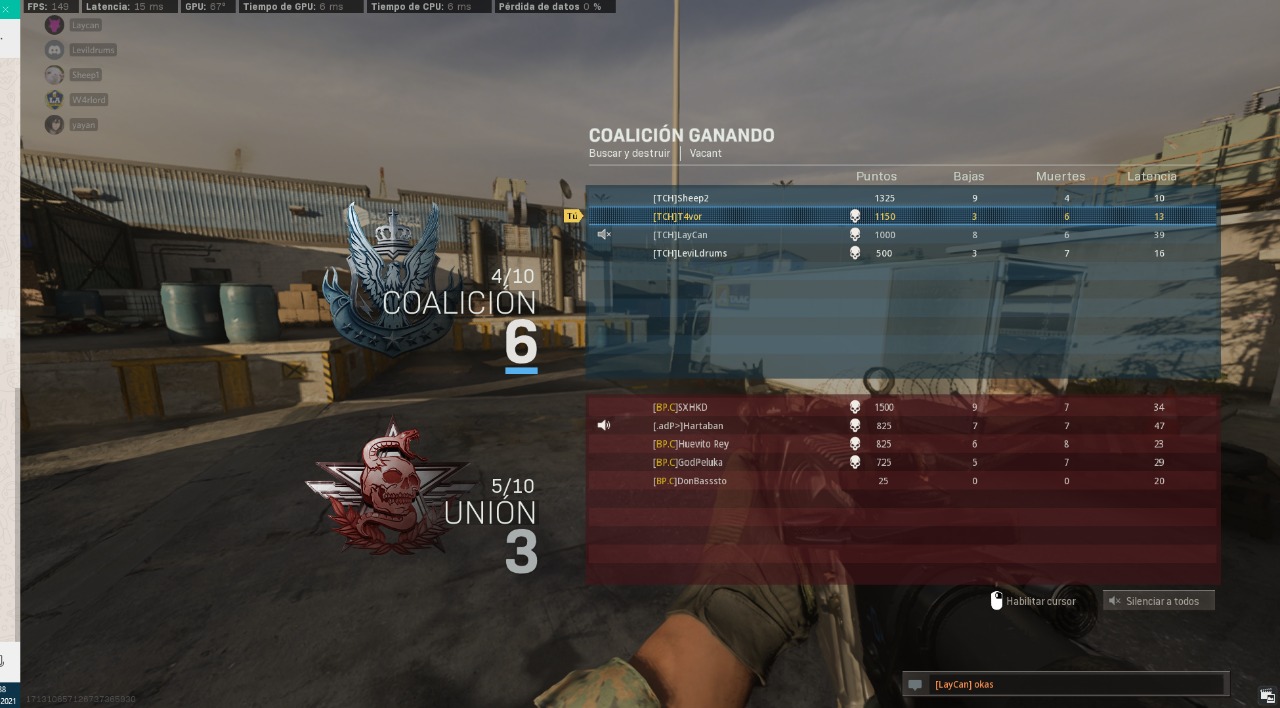 FPS: 149 Latencia: 15 ms GPU: 67° Tiempo de GPU: 6 ms Tiempo de CPU: 6 ms Pérdida de datos 0 %
Laycan
Levildrums
Sheep1
W4rlord
yayan
COALICIÓN GANANDO
Buscar y destruir | Vacant
Puntos Bajas Muertes Latencia
[TCH]Sheep2 1325 9 4 10
Tú [TCH]T4vor 1150 3 6 13
[TCH]LayCan 1000 8 6 39
[TCH]LeviLdrums 500 3 7 16
4/10
COALICIÓN
6
[BP.C]SXHKD 1500 9 7 34
[.adP>]Hartaban 825 7 7 47
[BP.C]Huevito Rey 825 6 8 23
[BP.C]GodPeluka 725 5 7 29
[BP.C]DonBasssto 25 0 0 20
5/10
UNIÓN
3
Habilitar cursor Silenciar a todos
[LayCan] okas
2021